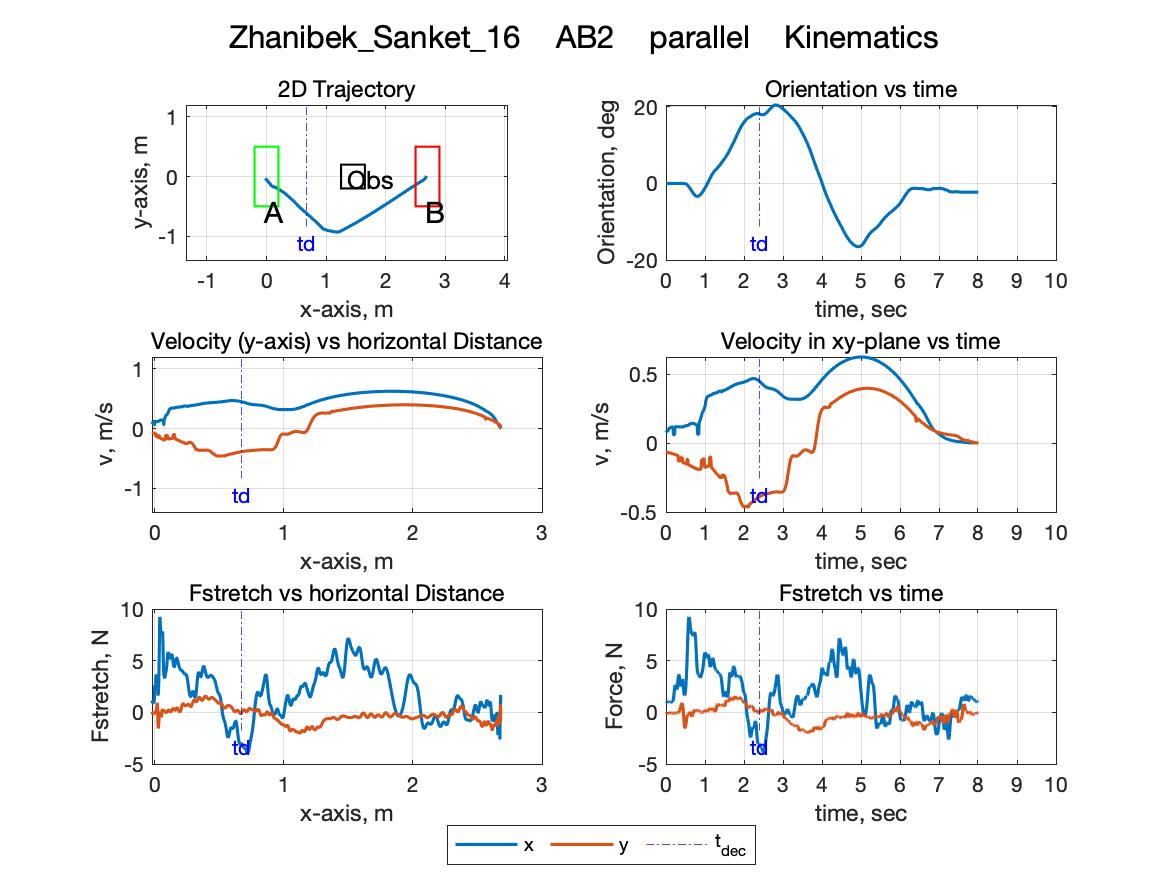 Zhanibek_Sanket_16 AB2 parallel Kinematics
2D Trajectory
y-axis, m
1
0
-1
A
Obs
B
td
-1 0 1 2 3 4
x-axis, m
Orientation vs time
Orientation, deg
20
0
-20
td
0 1 2 3 4 5 6 7 8 9 10
time, sec
Velocity (y-axis) vs horizontal Distance
v, m/s
1
0
-1
td
0 1 2 3
x-axis, m
Velocity in xy-plane vs time
v, m/s
0.5
0
-0.5
td
0 1 2 3 4 5 6 7 8 9 10
time, sec
Fstretch vs horizontal Distance
Fstretch, N
10
5
0
-5
td
0 1 2 3
x-axis, m
Fstretch vs time
Force, N
10
5
0
-5
td
0 1 2 3 4 5 6 7 8 9 10
time, sec
x y t_dec